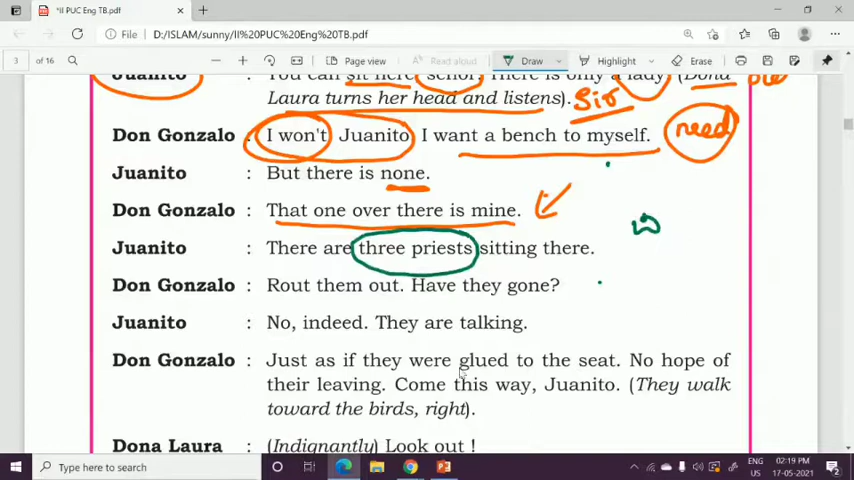 *II PUC Eng TB.pdf
File D:/ISLAM/sunny/II%20PUC%20Eng%20TB.pdf
3 of 16 Page view Read aloud Draw Highlight Erase
Juanito : You can sit here señor. There is only a lady (Dona old
Laura turns her head and listens). Sir
Don Gonzalo : I won't Juanito I want a bench to myself. need
Juanito : But there is none.
Don Gonzalo : That one over there is mine.
Juanito : There are three priests sitting there.
Don Gonzalo : Rout them out. Have they gone?
Juanito : No, indeed. They are talking.
Don Gonzalo : Just as if they were glued to the seat. No hope of
their leaving. Come this way, Juanito. (They walk
toward the birds, right).
Dona Laura : (Indignantly) Look out !
Type here to search
ENG 02:19 PM
US 17-05-2021 2